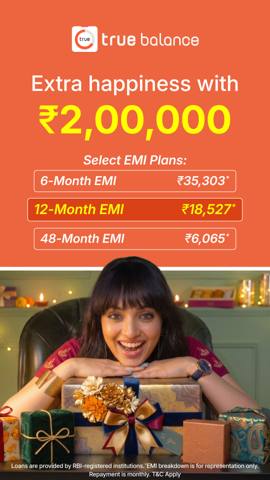 true true balance
Extra happiness with
₹2,00,000
Select EMI Plans:
6-Month EMI ₹35,303*
12-Month EMI ₹18,527*
48-Month EMI ₹6,065*
Loans are provided by RBI-registered institutions. *EMI breakdown is for representation only.
Repayment is monthly. T&C Apply